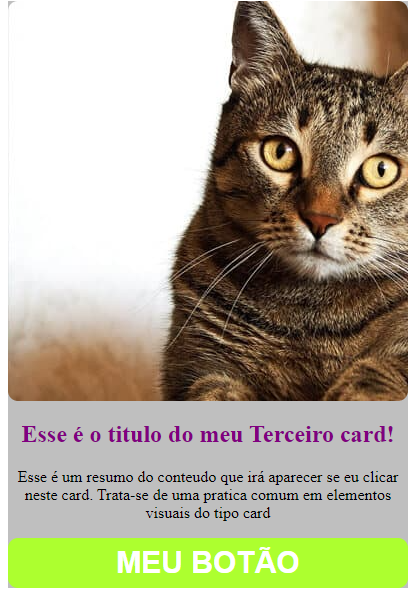 Esse é o titulo do meu Terceiro card!
Esse é um resumo do conteudo que irá aparecer se eu clicar
neste card. Trata-se de uma pratica comum em elementos
visuais do tipo card
MEU BOTÃO